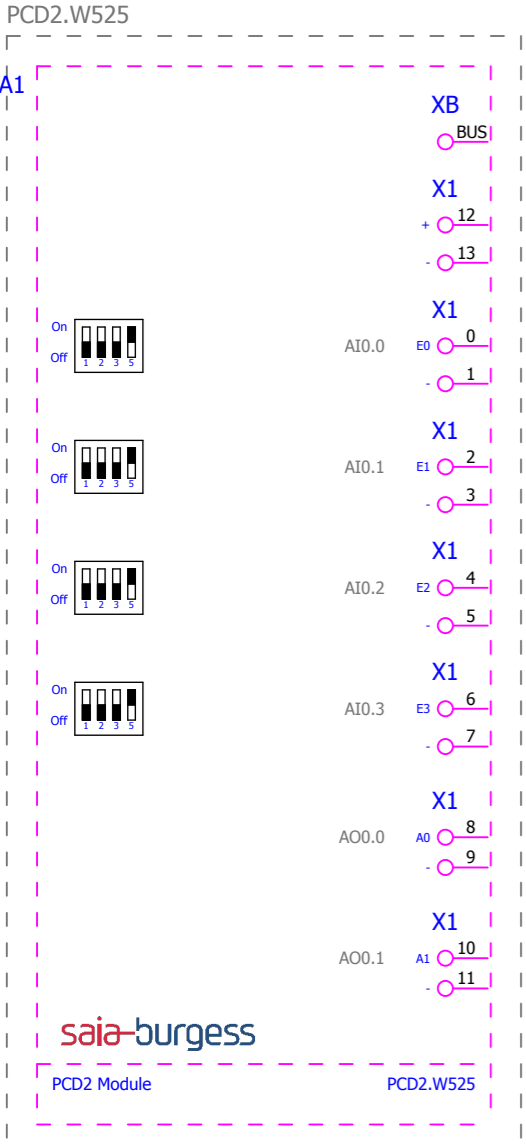 PCD2.W525
A1
XB
BUS
X1
+ 12
- 13
X1
On
Off
1 2 3 5
AI0.0 E0 0
- 1
X1
On
Off
1 2 3 5
AI0.1 E1 2
- 3
X1
On
Off
1 2 3 5
AI0.2 E2 4
- 5
X1
On
Off
1 2 3 5
AI0.3 E3 6
- 7
X1
AO0.0 A0 8
- 9
X1
AO0.1 A1 10
- 11
saia-burgess
PCD2 Module PCD2.W525